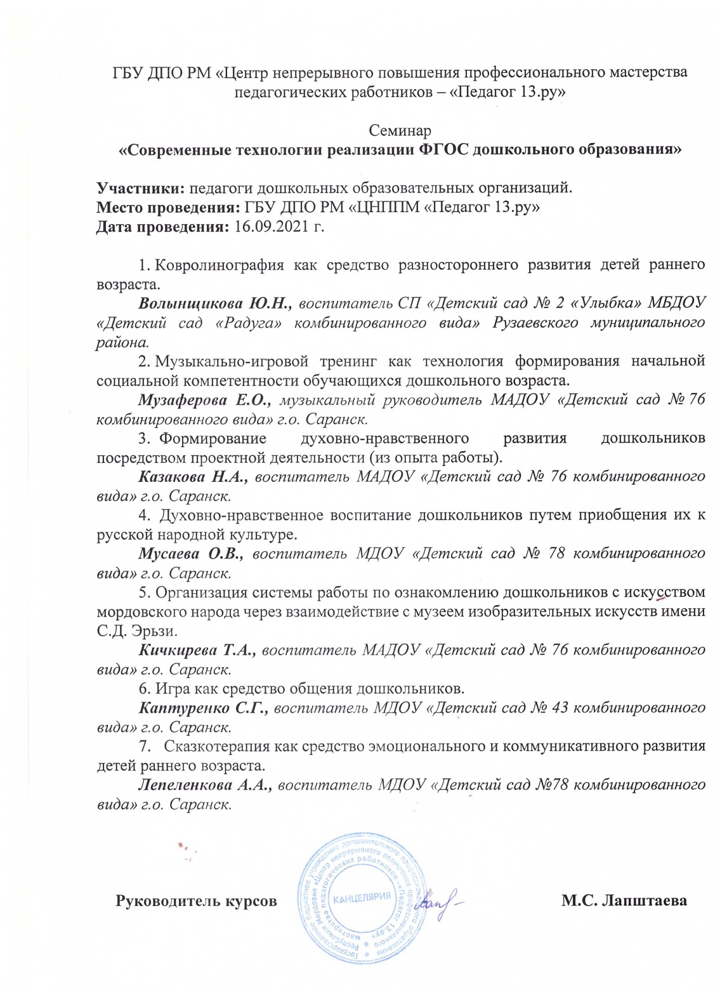 ГБУ ДПО РМ «Центр непрерывного повышения профессионального мастерства
педагогических работников – «Педагог 13.ру»
Семинар
«Современные технологии реализации ФГОС дошкольного образования»
Участники: педагоги дошкольных образовательных организаций.
Место проведения: ГБУ ДПО РМ «ЦНППМ «Педагог 13.ру»
Дата проведения: 16.09.2021 г.
1. Ковролинография как средство разностороннего развития детей раннего
возраста.
Волынщикова Ю.Н., воспитатель СП «Детский сад № 2 «Улыбка» МБДОУ
«Детский сад «Радуга» комбинированного вида» Рузаевского муниципального
района.
2. Музыкально-игровой тренинг как технология формирования начальной
социальной компетентности обучающихся дошкольного возраста.
Музаферова Е.О., музыкальный руководитель МАДОУ «Детский сад № 76
комбинированного вида» г.о. Саранск.
3. Формирование духовно-нравственного развития дошкольников
посредством проектной деятельности (из опыта работы).
Казакова Н.А., воспитатель МАДОУ «Детский сад № 76 комбинированного
вида» г.о. Саранск.
4. Духовно-нравственное воспитание дошкольников путем приобщения их к
русской народной культуре.
Мусаева О.В., воспитатель МДОУ «Детский сад № 78 комбинированного
вида» г.о. Саранск.
5. Организация системы работы по ознакомлению дошкольников с искусством
мордовского народа через взаимодействие с музеем изобразительных искусств имени
С.Д. Эрьзи.
Кичкирева Т.А., воспитатель МАДОУ «Детский сад № 76 комбинированного
вида» г.о. Саранск.
6. Игра как средство общения дошкольников.
Каптуренко С.Г., воспитатель МДОУ «Детский сад № 43 комбинированного
вида» г.о. Саранск.
7. Сказкотерапия как средство эмоционального и коммуникативного развития
детей раннего возраста.
Лепеленкова А.А., воспитатель МДОУ «Детский сад №78 комбинированного
вида» г.о. Саранск.
Государственное бюджетное учреждение дополнительного профессионального образования
Республики Мордовия «Центр непрерывного повышения профессионального
мастерства педагогических работников - «Педагог 13.ру»
КАНЦЕЛЯРИЯ
Руководитель курсов М.С. Лапштаева